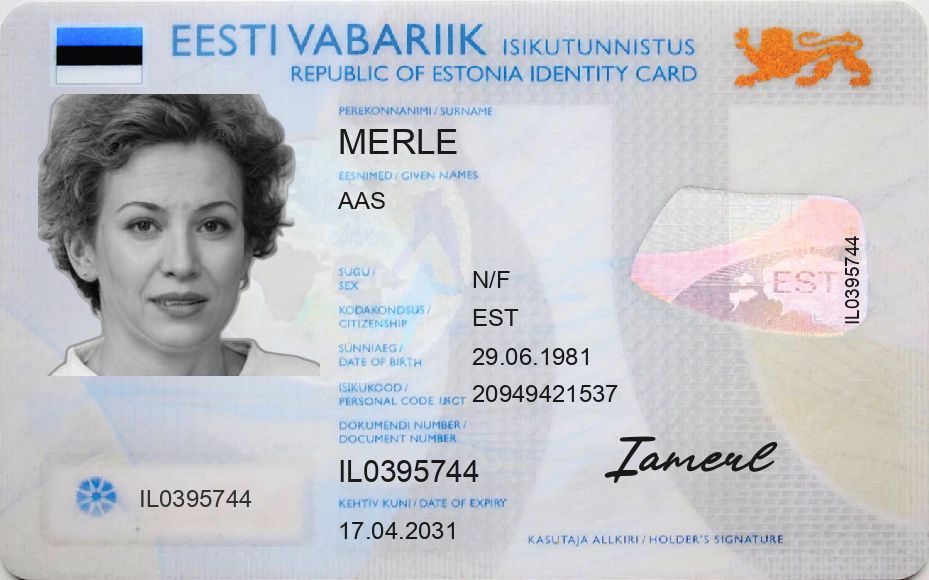 EESTI VABARIIK ISIKUTUNNISTUS
REPUBLIC OF ESTONIA IDENTITY CARD
PEREKONNANIMI / SURNAME
MERLE
EESNIMED / GIVEN NAMES
AAS
SUGU /
SEX
N/F
KODAKONDSUS /
CITIZENSHIP
EST
SÜNNIAEG /
DATE OF BIRTH
29.06.1981
ISIKUKOOD /
PERSONAL CODE
20949421537
DOKUMENDI NUMBER /
DOCUMENT NUMBER
IL0395744
KEHTIV KUNI / DATE OF EXPIRY
17.04.2031
IL0395744
EST
IL0395744
Iamerl
KASUTAJA ALLKIRI / HOLDER'S SIGNATURE